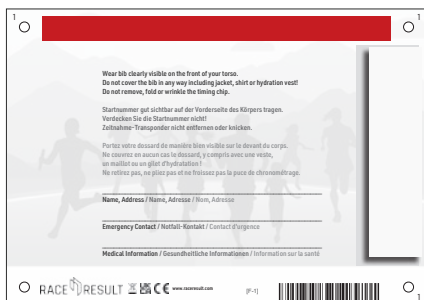 1
1
Wear bib clearly visible on the front of your torso.
Do not cover the bib in any way including jacket, shirt or hydration vest!
Do not remove, fold or wrinkle the timing chip.
Startnummer gut sichtbar auf der Vorderseite des Körpers tragen.
Verdecken Sie die Startnummer nicht!
Zeitnahme-Transponder nicht entfernen oder knicken.
Portez votre dossard de manière bien visible sur le devant du corps.
Ne couvrez en aucun cas le dossard, y compris avec une veste,
un maillot ou un gilet d'hydratation !
Ne retirez pas, ne pliez pas et ne froissez pas la puce de chronométrage.
Name, Address / Name, Adresse / Nom, Adresse
Emergency Contact / Notfall-Kontakt / Contact d'urgence
Medical Information / Gesundheitliche Informationen / Information sur la santé
RACE RESULT CE www.raceresult.com [F-1]
1